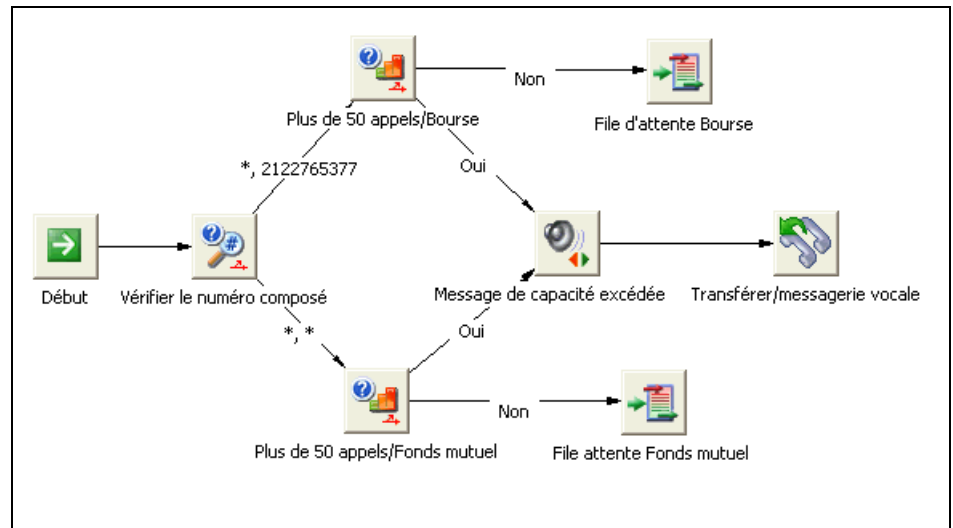 Non
Plus de 50 appels/Bourse
File d'attente Bourse
*, 2122765377
Oui
Début
Vérifier le numéro composé
Message de capacité excédée
Transférer/messagerie vocale
*, *
Oui
Non
Plus de 50 appels/Fonds mutuel
File attente Fonds mutuel